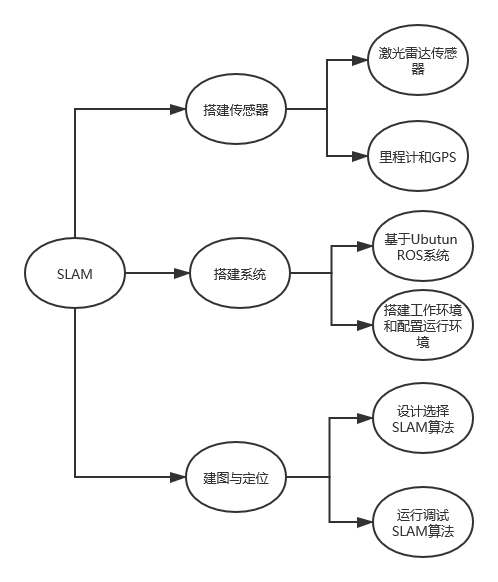 激光雷达传感
器
搭建传感器
里程计和GPS
基于Ubutun
ROS系统
SLAM
搭建系统
搭建工作环境
和配置运行环
境
设计选择
SLAM算法
建图与定位
运行调试
SLAM算法